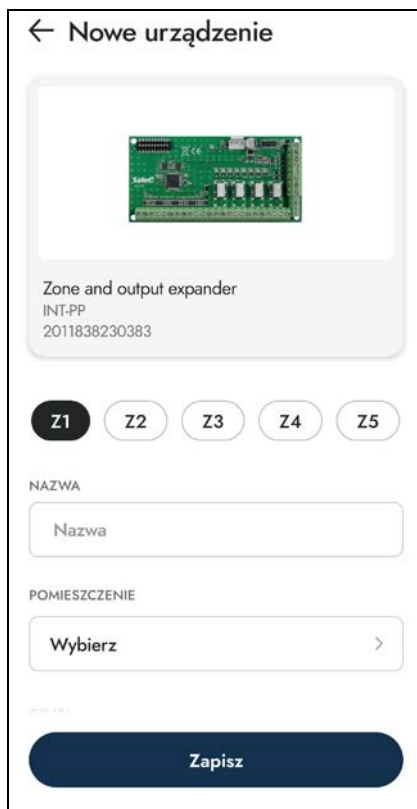 ← Nowe urządzenie
Satel
Zone and output expander
INT-PP
2011838230383
Z1 Z2 Z3 Z4 Z5
NAZWA
Nazwa
POMIESZCZENIE
Wybierz >
Zapisz